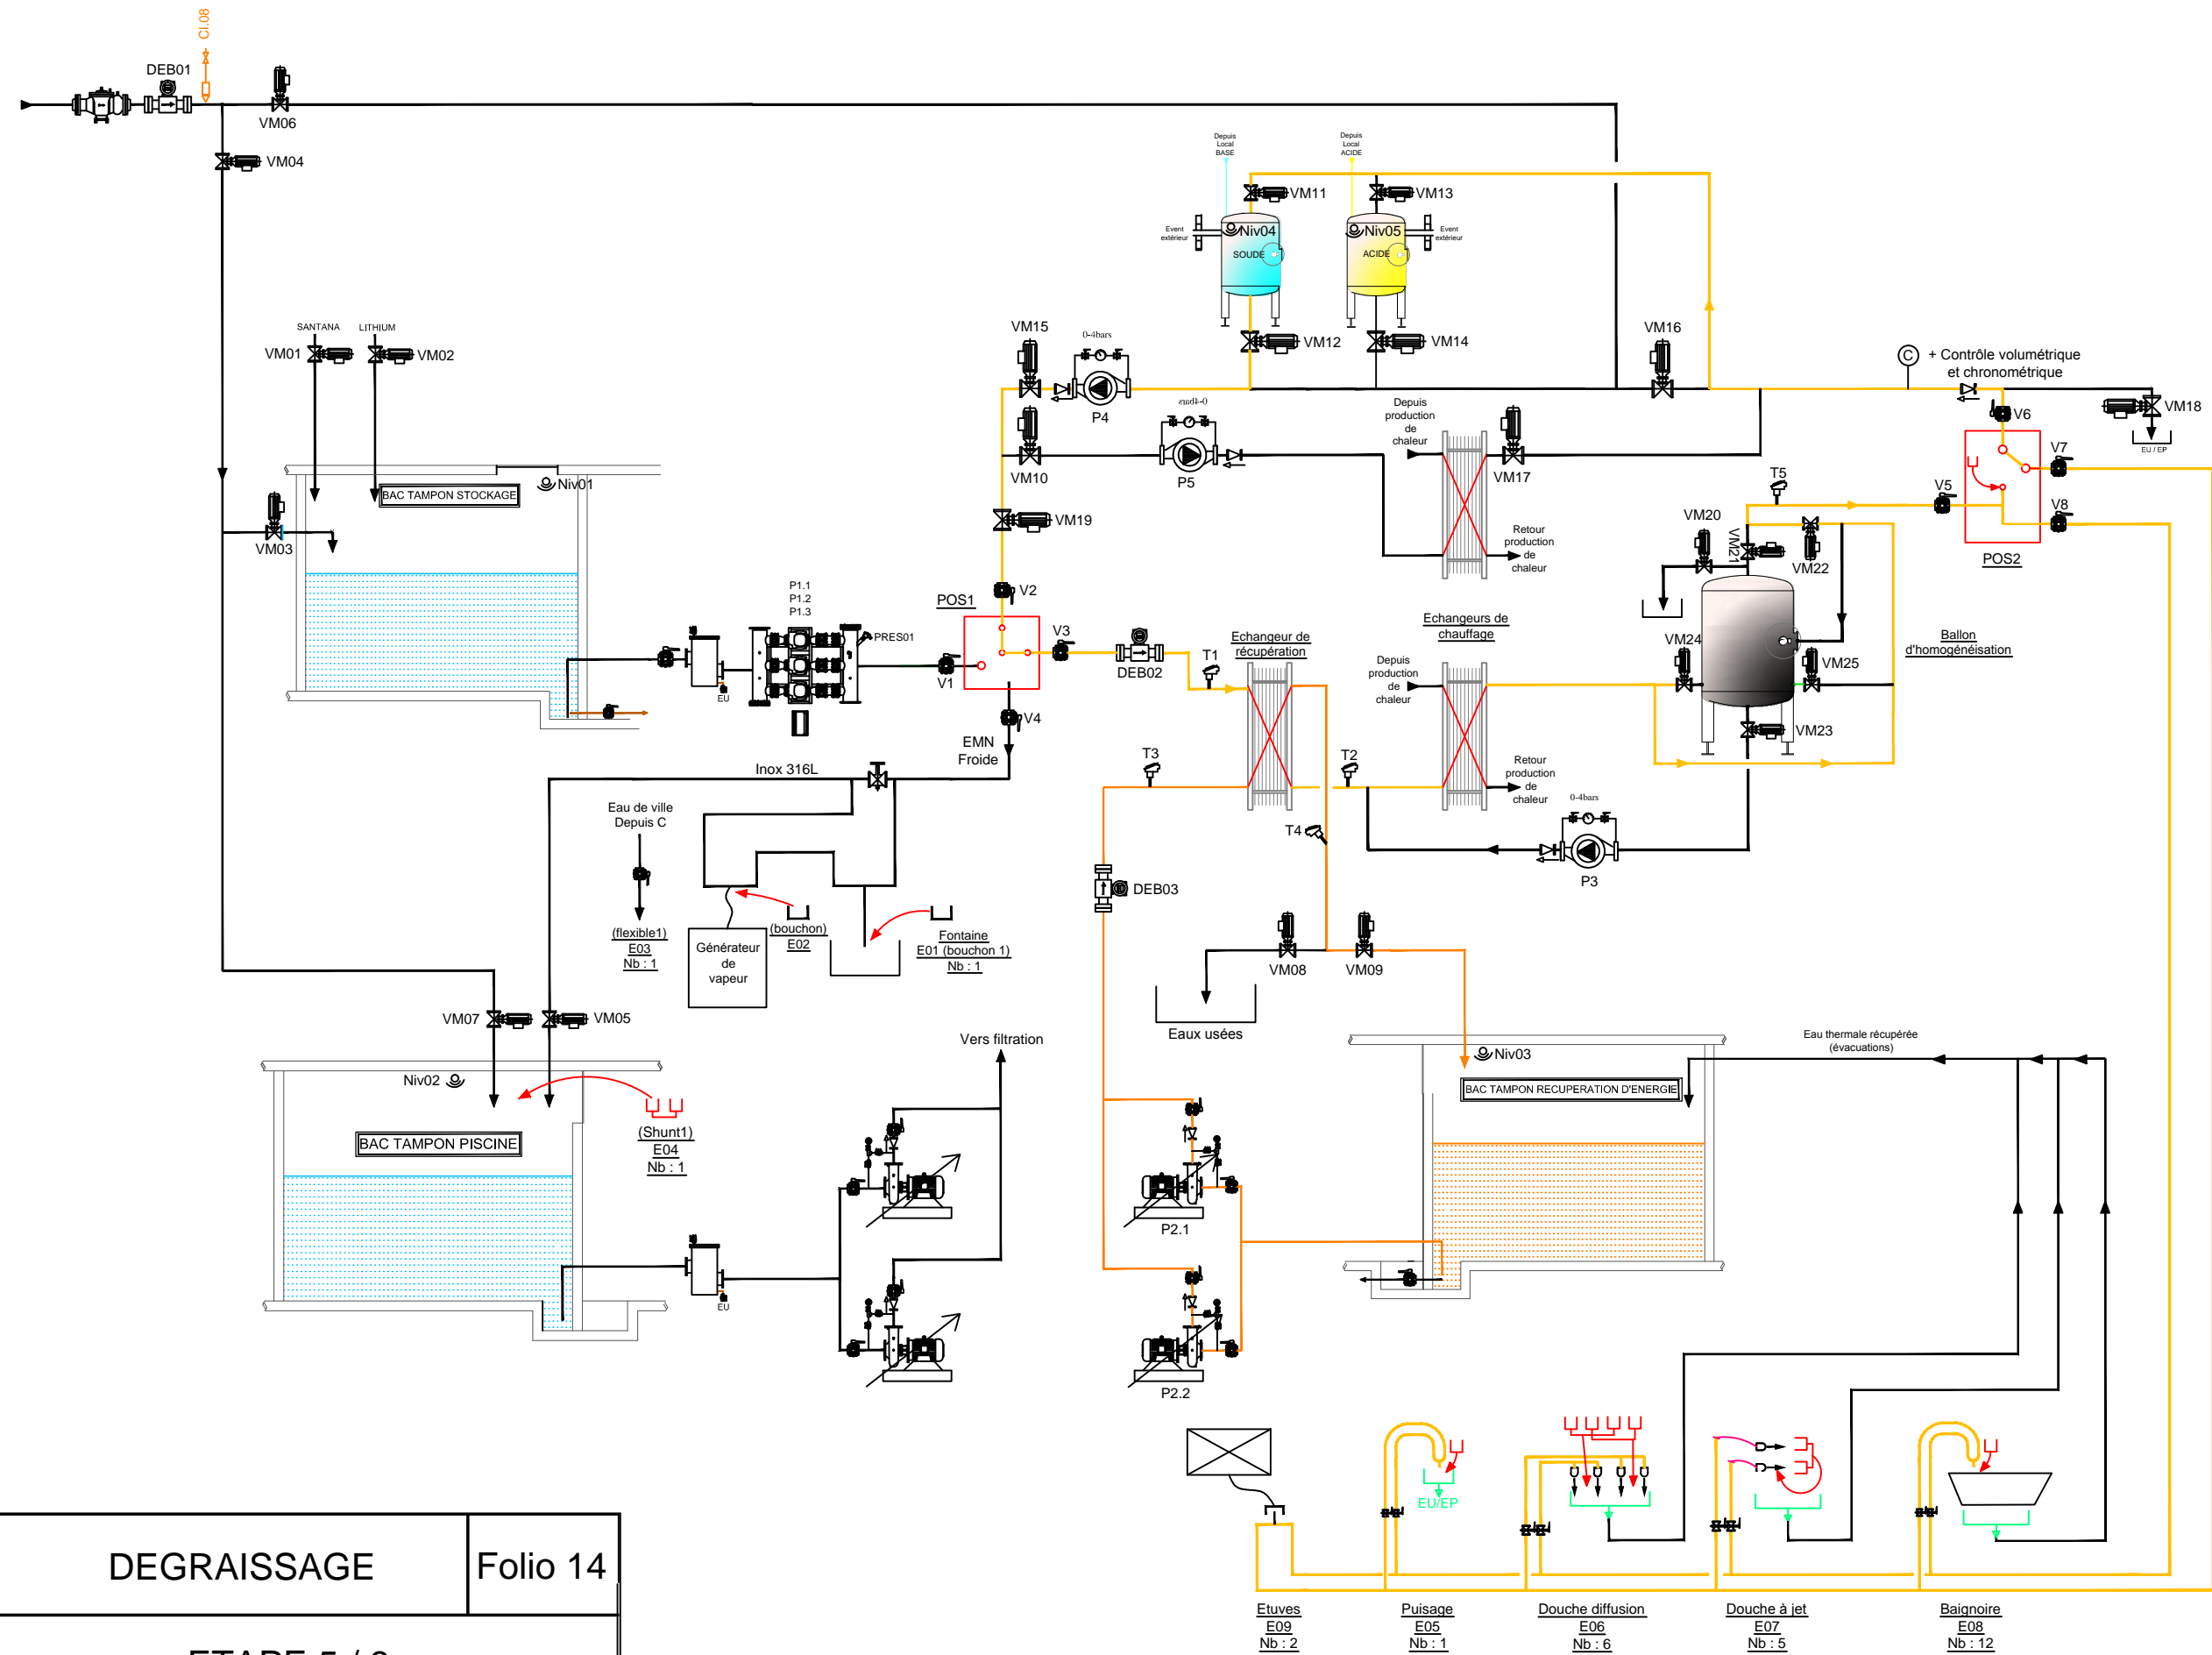 CI.08
DEB01
VM06
VM04
Depuis
Local
BASE
Depuis
Local
ACIDE
VM11
VM13
Event
extérieur
Niv04
SOUDE
Niv05
ACIDE
Event
extérieur
VM12
VM14
SANTANA
LITHIUM
VM01
VM02
VM15
0-4bars
P4
VM16
C
+ Contrôle volumétrique
et chronométrique
VM18
EU / EP
V6
V7
V8
V5
POS2
T5
BAC TAMPON STOCKAGE
Niv01
VM03
VM10
0-4bars
P5
Depuis
production
de
chaleur
VM17
Retour
production
de
chaleur
VM19
VM20
VM21
VM22
P1.1
P1.2
P1.3
PRES01
EU
V2
POS1
V1
V3
V4
DEB02
T1
Echangeur de
récupération
Echangeurs de
chauffage
Depuis
production
de
chaleur
VM24
VM25
VM23
Ballon
d'homogénéisation
EMN
Froide
Inox 316L
T3
T2
Retour
production
de
chaleur
0-4bars
P3
T4
Eau de ville
Depuis C
(flexible1)
E03
Nb : 1
Générateur
de
vapeur
(bouchon)
E02
Fontaine
E01 (bouchon 1)
Nb : 1
DEB03
VM08
VM09
Eaux usées
VM07
VM05
Vers filtration
Niv02
BAC TAMPON PISCINE
(Shunt1)
E04
Nb : 1
EU
Niv03
BAC TAMPON RECUPERATION D'ENERGIE
Eau thermale récupérée
(évacuations)
P2.1
P2.2
EU/EP
Etuves
E09
Nb : 2
Puisage
E05
Nb : 1
Douche diffusion
E06
Nb : 6
Douche à jet
E07
Nb : 5
Baignoire
E08
Nb : 12
DEGRAISSAGE
Folio 14